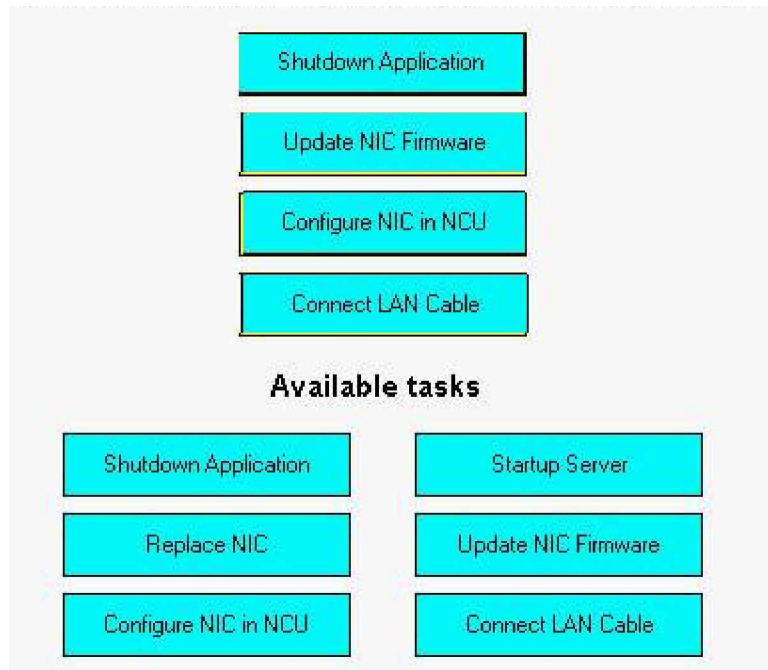 Shutdown Application
Update NIC Firmware
Configure NIC in NCU
Connect LAN Cable
Available tasks
Shutdown Application
Startup Server
Replace NIC
Update NIC Firmware
Configure NIC in NCU
Connect LAN Cable